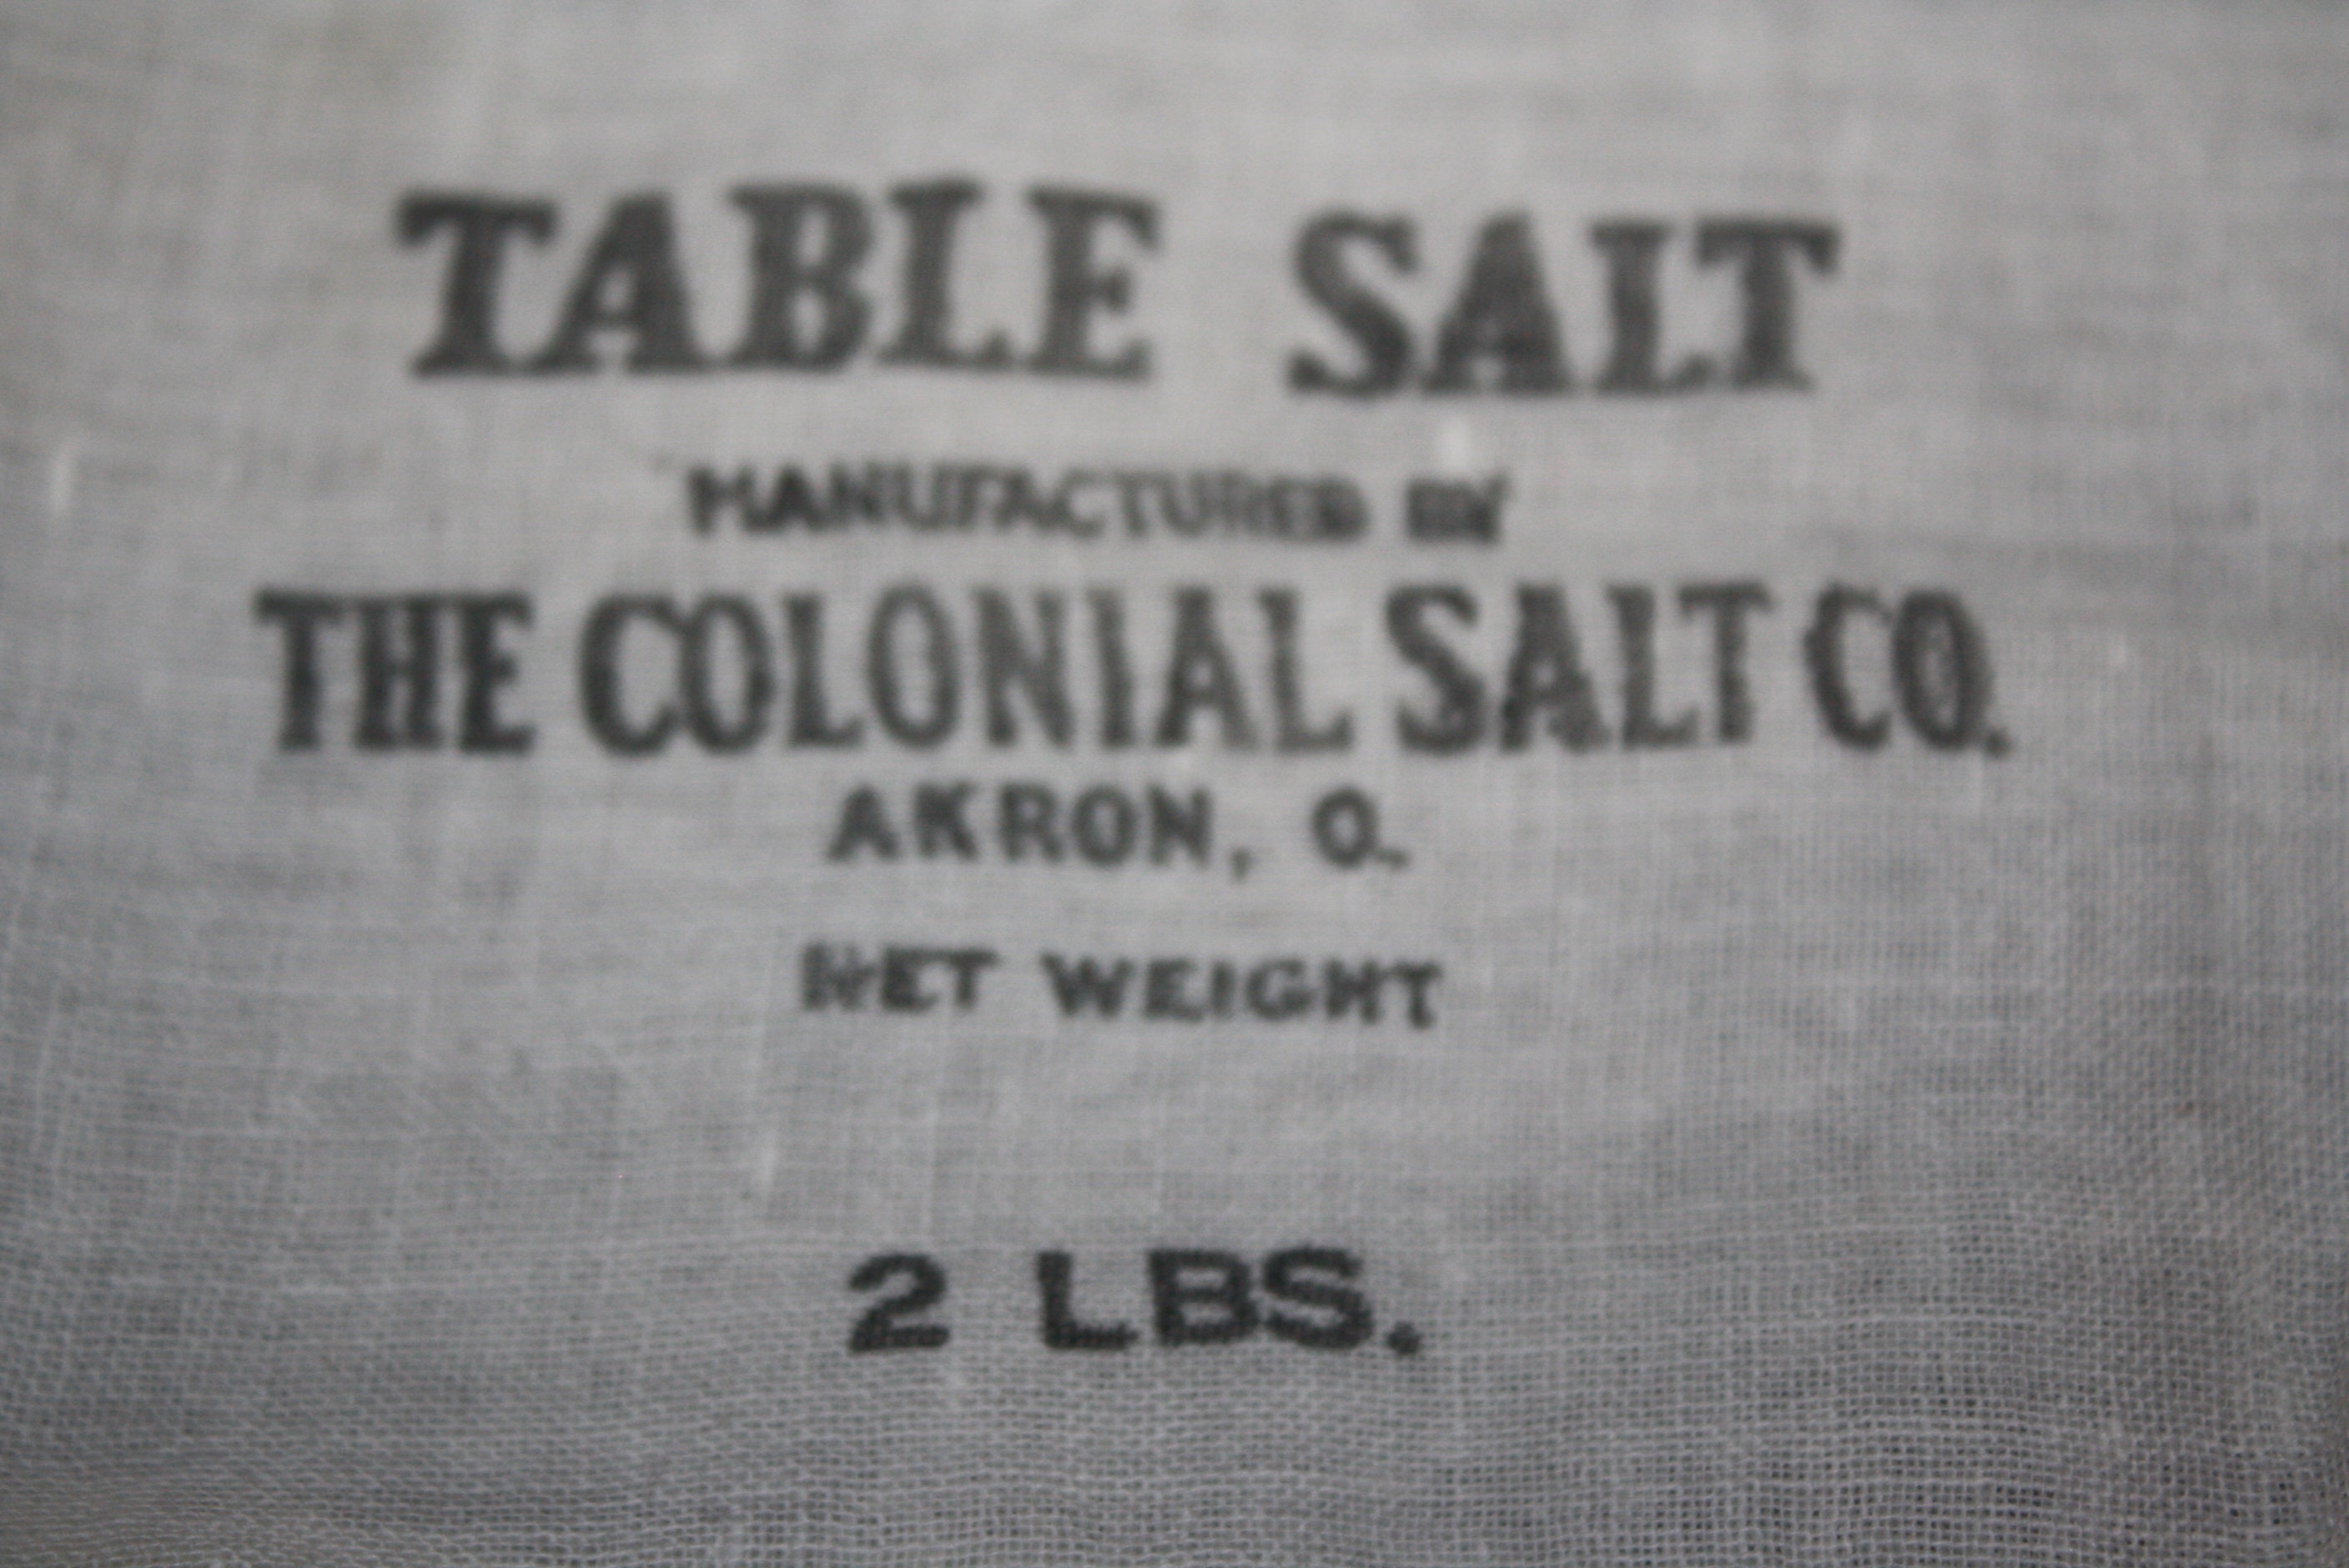 TABLE SALT
MANUFACTURED BY
THE COLONIAL SALT CO.
AKRON, O.
NET WEIGHT
2 LBS.